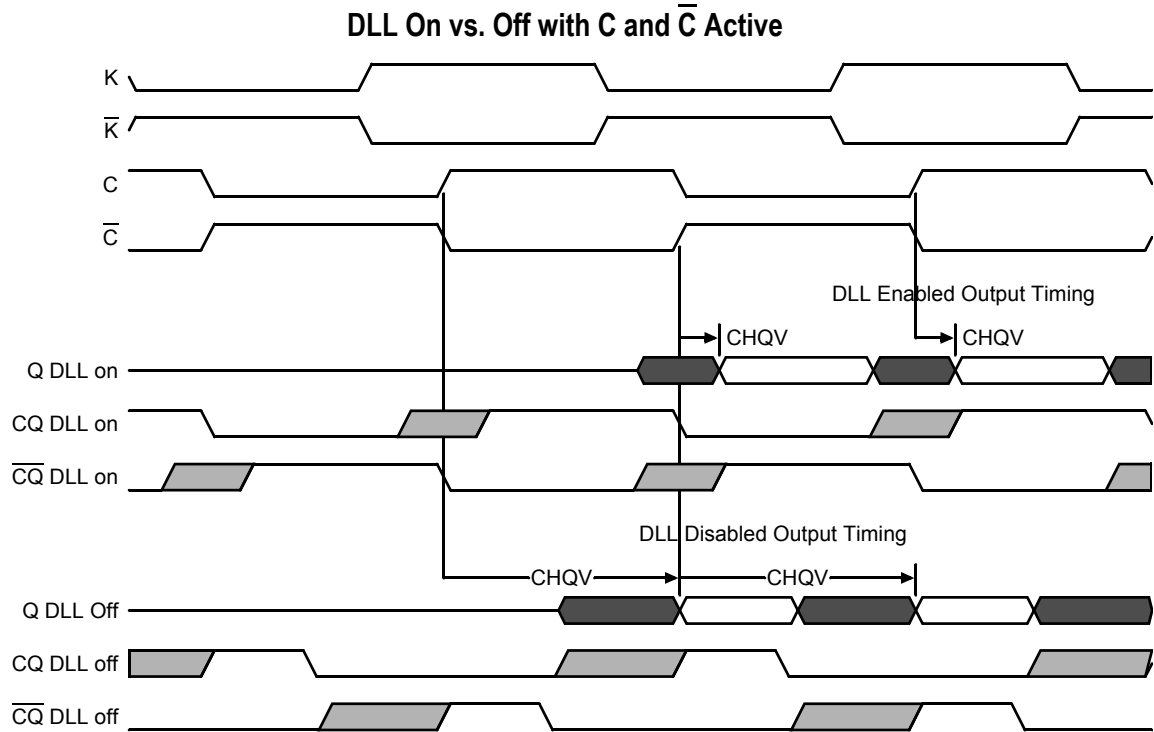 DLL On vs. Off with C and C̅ Active
K
K̅
C
C̅
DLL Enabled Output Timing
CHQV
CHQV
Q DLL on
CQ DLL on
C̅Q̅ DLL on
DLL Disabled Output Timing
CHQV
CHQV
Q DLL Off
CQ DLL off
C̅Q̅ DLL off